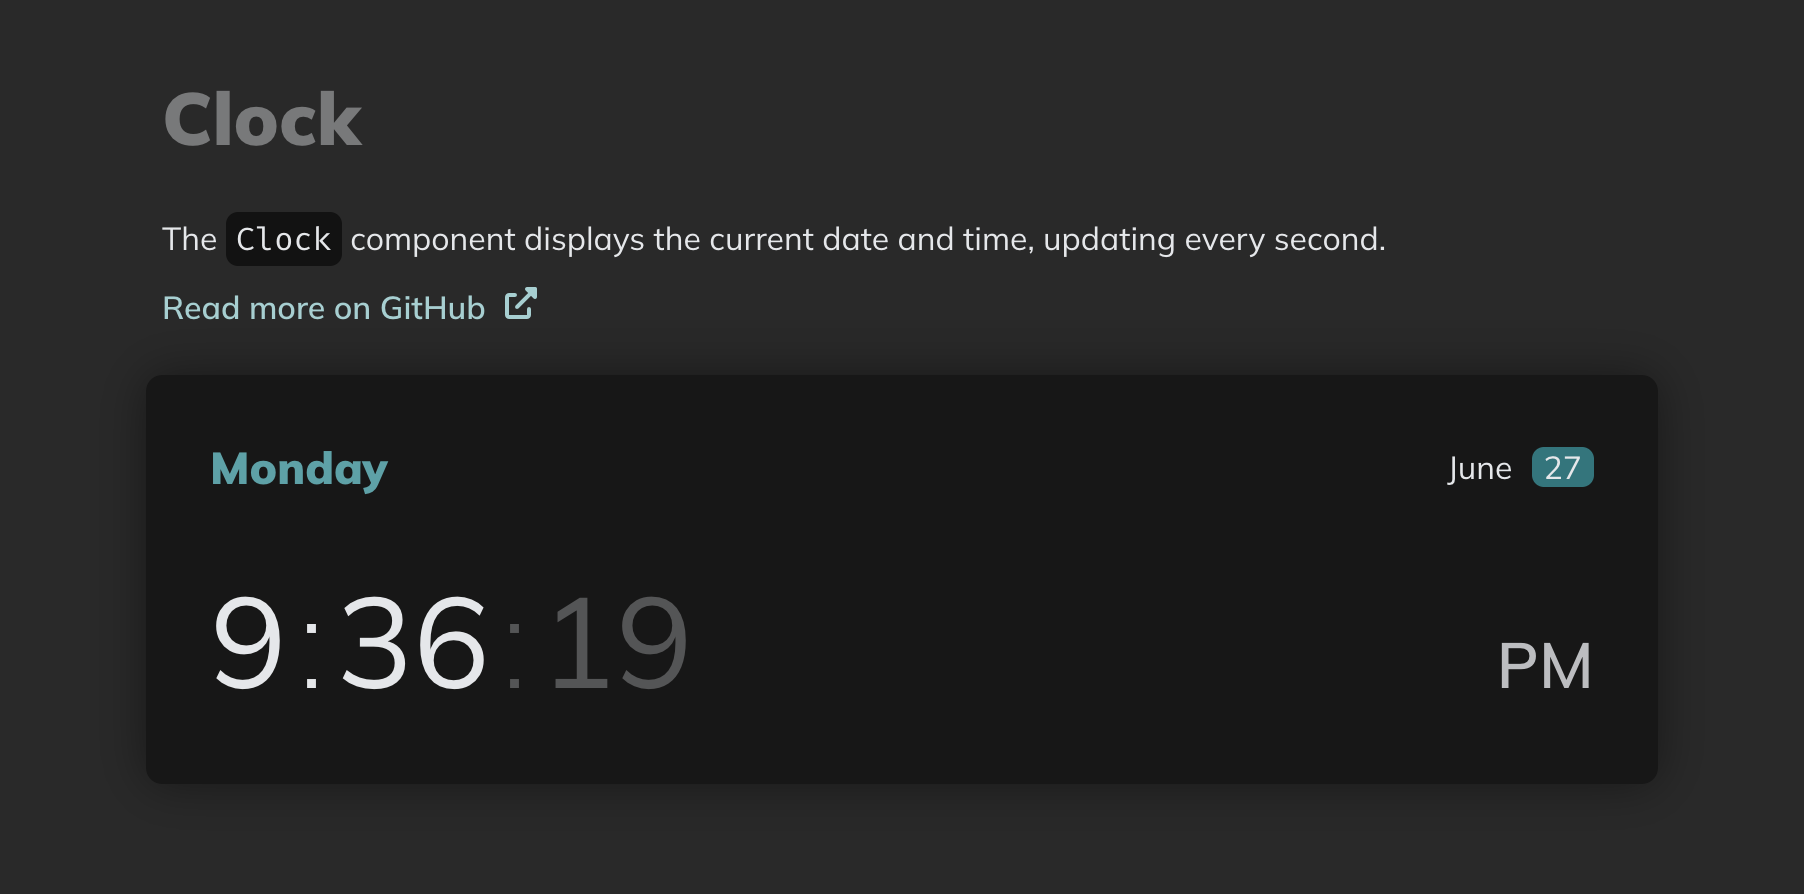 Clock
The Clock component displays the current date and time, updating every second.
Read more on GitHub
Monday
June 27
9:36:19
PM